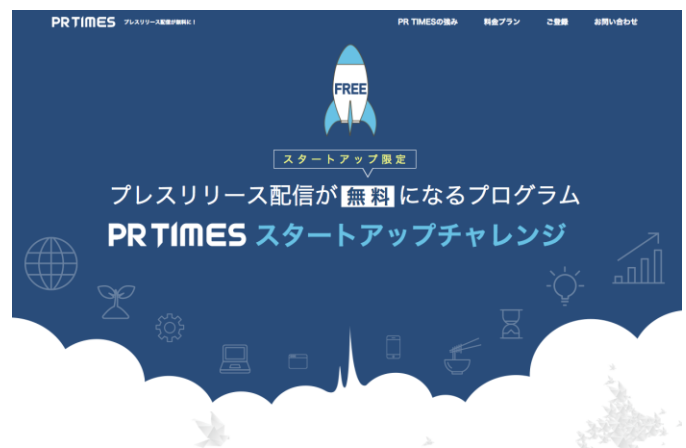 PR TIMES プレスリリース配信が無料に!
PR TIMESの強み 料金プラン ご登録 お問い合わせ
FREE
スタートアップ限定
プレスリリース配信が無料になるプログラム
PR TIMES スタートアップチャレンジ